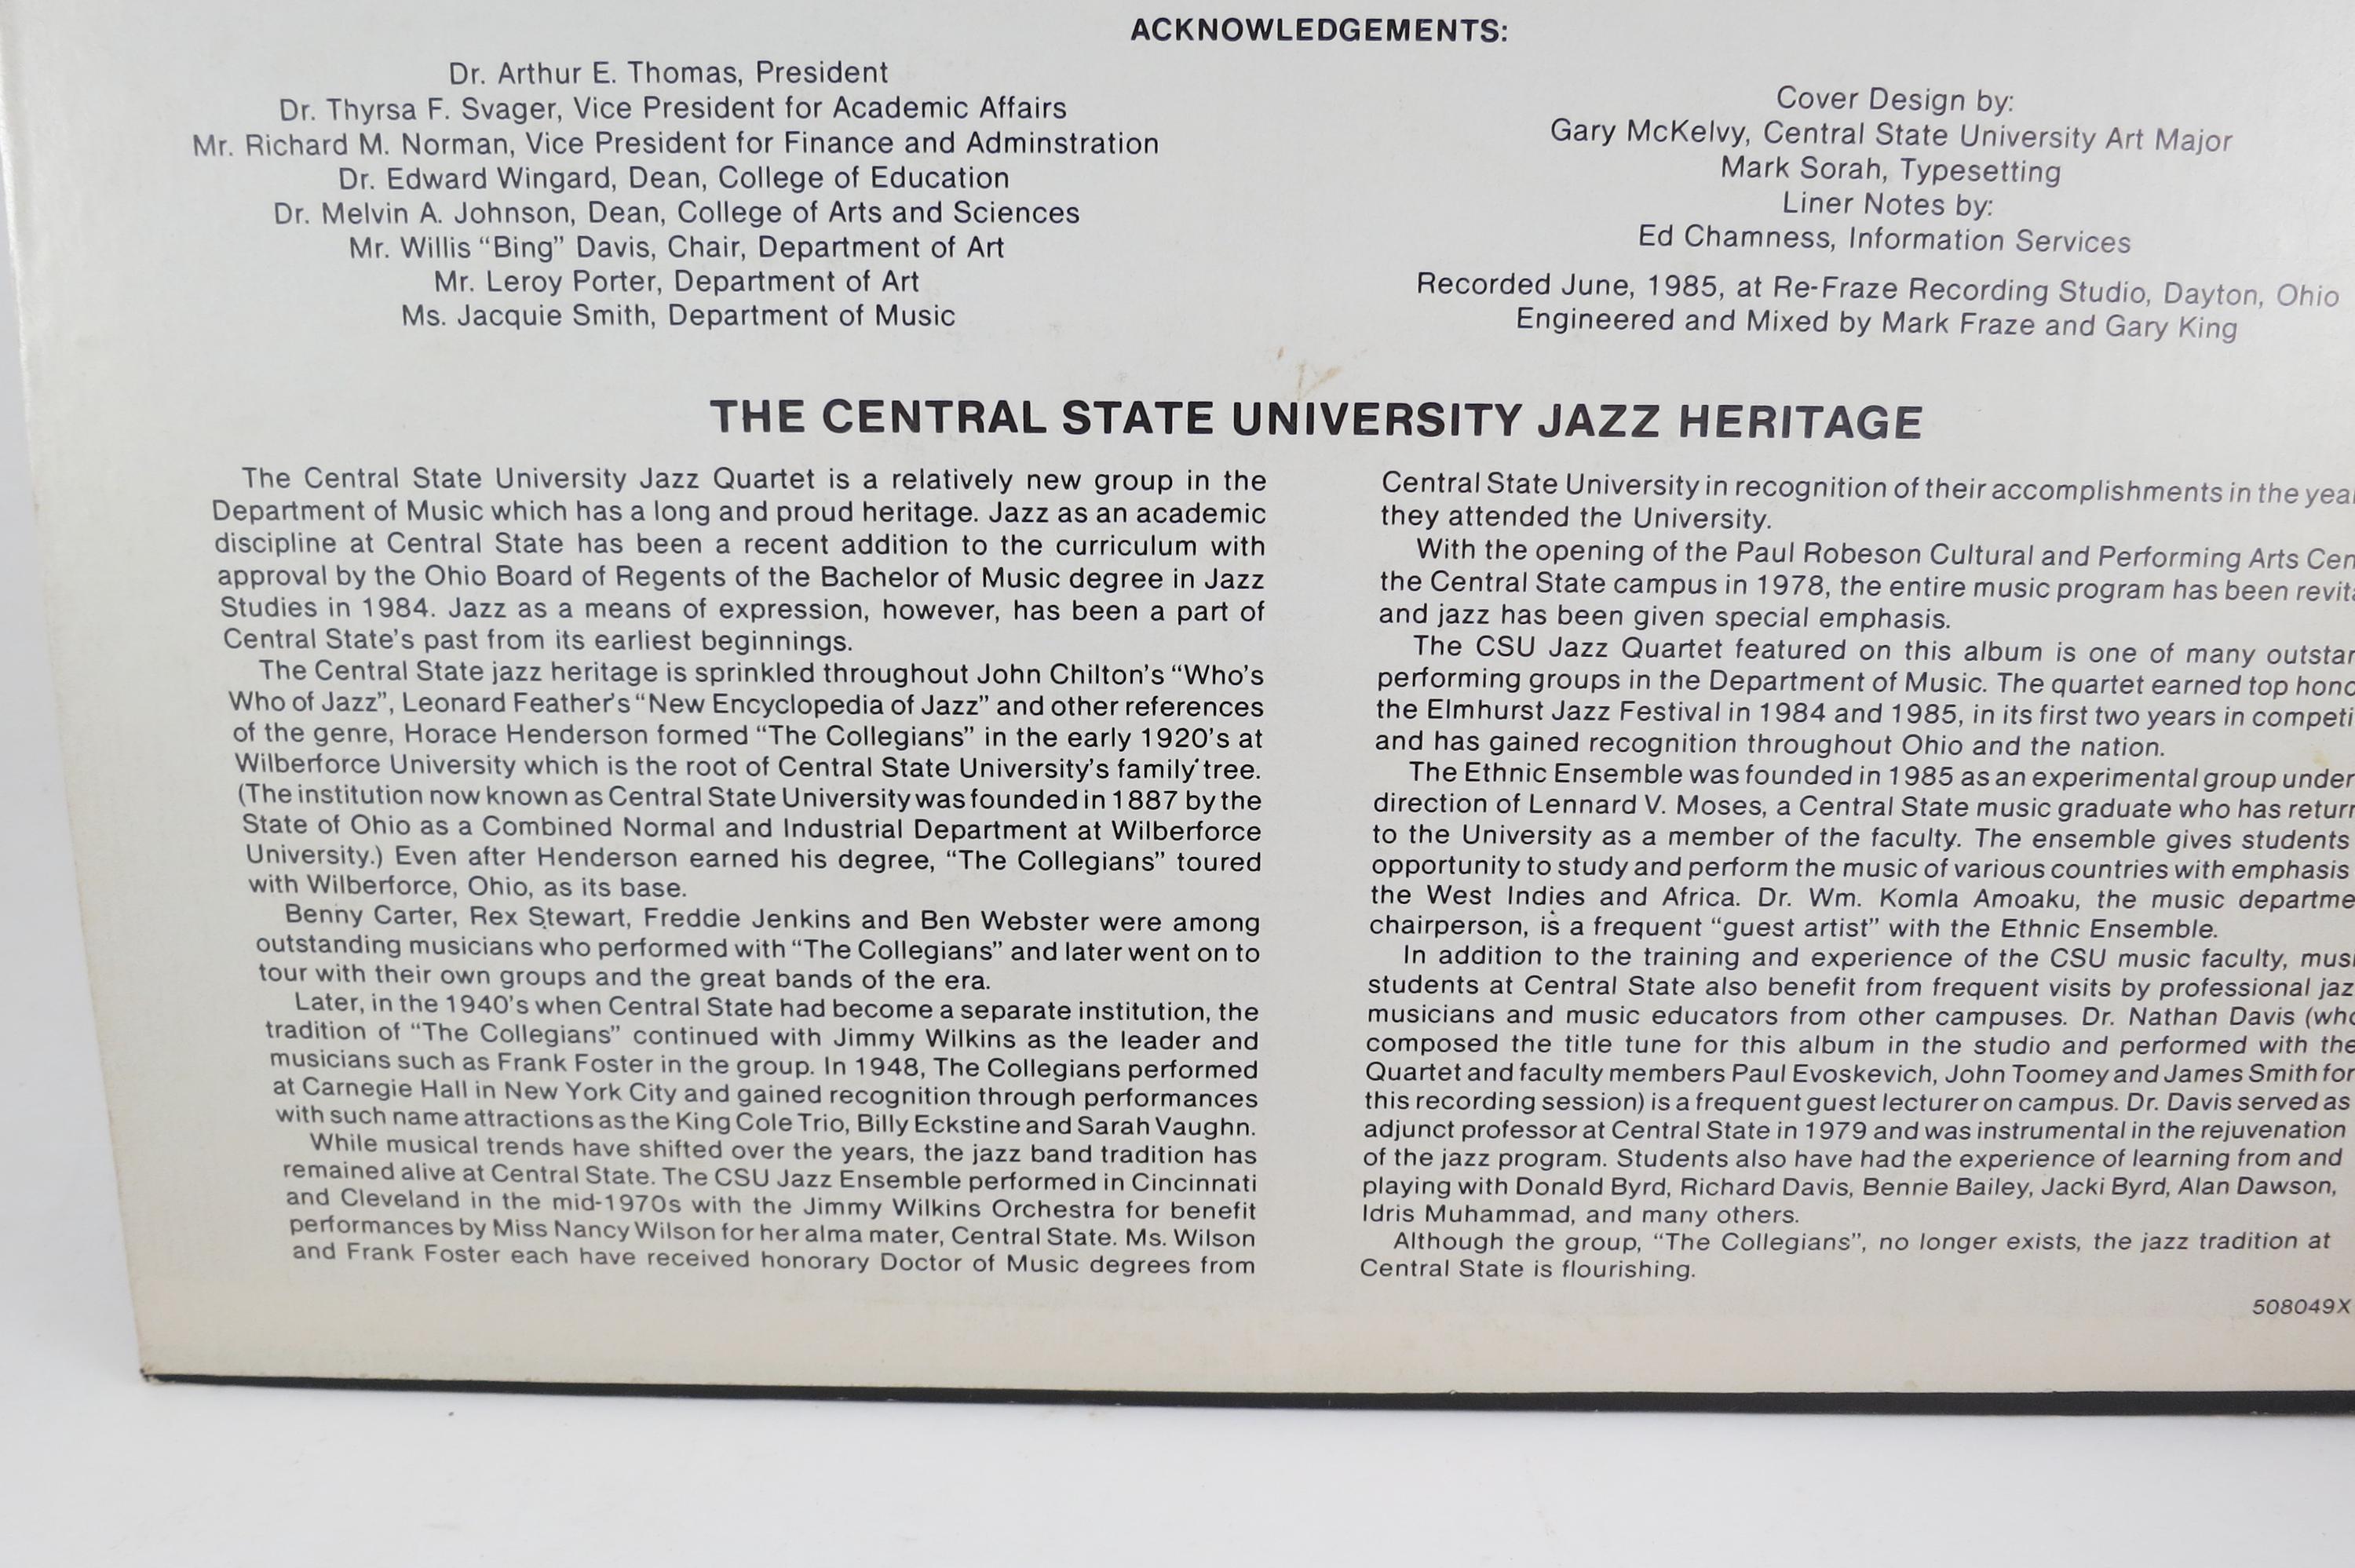 ACKNOWLEDGEMENTS:
Dr. Arthur E. Thomas, President
Dr. Thyrsa F. Svager, Vice President for Academic Affairs
Mr. Richard M. Norman, Vice President for Finance and Adminstration
Dr. Edward Wingard, Dean, College of Education
Dr. Melvin A. Johnson, Dean, College of Arts and Sciences
Mr. Willis “Bing” Davis, Chair, Department of Art
Mr. Leroy Porter, Department of Art
Ms. Jacquie Smith, Department of Music
Cover Design by:
Gary McKelvy, Central State University Art Major
Mark Sorah, Typesetting
Liner Notes by:
Ed Chamness, Information Services
Recorded June, 1985, at Re-Fraze Recording Studio, Dayton, Ohio
Engineered and Mixed by Mark Fraze and Gary King
THE CENTRAL STATE UNIVERSITY JAZZ HERITAGE
The Central State University Jazz Quartet is a relatively new group in the
Department of Music which has a long and proud heritage. Jazz as an academic
discipline at Central State has been a recent addition to the curriculum with
approval by the Ohio Board of Regents of the Bachelor of Music degree in Jazz
Studies in 1984. Jazz as a means of expression, however, has been a part of
Central State’s past from its earliest beginnings.
The Central State jazz heritage is sprinkled throughout John Chilton’s “Who’s
Who of Jazz”, Leonard Feather’s “New Encyclopedia of Jazz” and other references
of the genre, Horace Henderson formed “The Collegians” in the early 1920’s at
Wilberforce University which is the root of Central State University’s family tree.
(The institution now known as Central State University was founded in 1887 by the
State of Ohio as a Combined Normal and Industrial Department at Wilberforce
University.) Even after Henderson earned his degree, “The Collegians” toured
with Wilberforce, Ohio, as its base.
Benny Carter, Rex Stewart, Freddie Jenkins and Ben Webster were among
outstanding musicians who performed with “The Collegians” and later went on to
tour with their own groups and the great bands of the era.
Later, in the 1940’s when Central State had become a separate institution, the
tradition of “The Collegians” continued with Jimmy Wilkins as the leader and
musicians such as Frank Foster in the group. In 1948, The Collegians performed
at Carnegie Hall in New York City and gained recognition through performances
with such name attractions as the King Cole Trio, Billy Eckstine and Sarah Vaughn.
While musical trends have shifted over the years, the jazz band tradition has
remained alive at Central State. The CSU Jazz Ensemble performed in Cincinnati
and Cleveland in the mid-1970s with the Jimmy Wilkins Orchestra for benefit
performances by Miss Nancy Wilson for her alma mater, Central State. Ms. Wilson
and Frank Foster each have received honorary Doctor of Music degrees from
Central State University in recognition of their accomplishments in the
they attended the University.
With the opening of the Paul Robeson Cultural and Performing Arts
the Central State campus in 1978, the entire music program has been
and jazz has been given special emphasis.
The CSU Jazz Quartet featured on this album is one of many
performing groups in the Department of Music. The quartet earned top
the Elmhurst Jazz Festival in 1984 and 1985, in its first two years in
and has gained recognition throughout Ohio and the nation.
The Ethnic Ensemble was founded in 1985 as an experimental group under
direction of Lennard V. Moses, a Central State music graduate who has
to the University as a member of the faculty. The ensemble gives students
opportunity to study and perform the music of various countries with emphasis
the West Indies and Africa. Dr. Wm. Komla Amoaku, the music
chairperson, is a frequent “guest artist” with the Ethnic Ensemble.
In addition to the training and experience of the CSU music faculty,
students at Central State also benefit from frequent visits by professional
musicians and music educators from other campuses. Dr. Nathan Davis (who
composed the title tune for this album in the studio and performed with the
Quartet and faculty members Paul Evoskevich, John Toomey and James Smith for
this recording session) is a frequent guest lecturer on campus. Dr. Davis served as
adjunct professor at Central State in 1979 and was instrumental in the rejuvenation
of the jazz program. Students also have had the experience of learning from and
playing with Donald Byrd, Richard Davis, Bennie Bailey, Jacki Byrd, Alan Dawson,
Idris Muhammad, and many others.
Although the group, “The Collegians”, no longer exists, the jazz tradition at
Central State is flourishing.
508049X